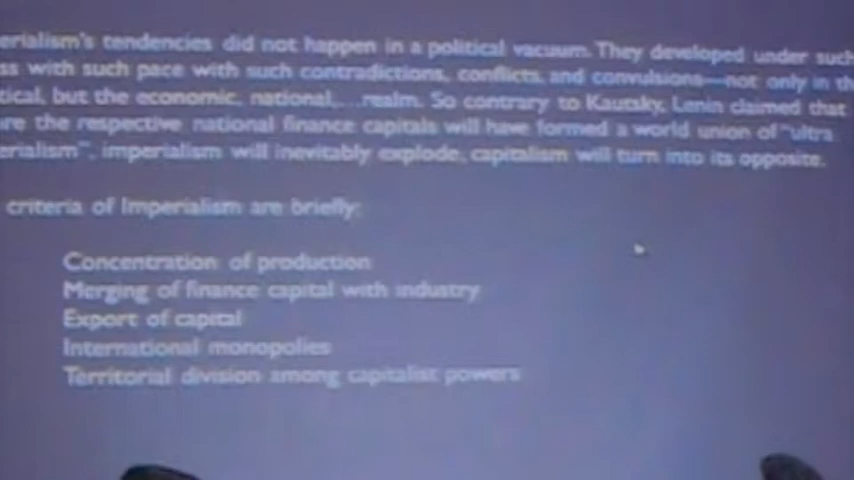 erialism's tendencies did not happen in a political vacuum. They developed under such
ss with such pace with such contradictions, conflicts, and convulsions—not only in th
tical, but the economic, national,...realm. So contrary to Kautsky, Lenin claimed that
re the respective national finance capitals will have formed a world union of "ultra
erialism", imperialism will inevitably explode, capitalism will turn into its opposite.
criteria of Imperialism are briefly:
Concentration of production
Merging of finance capital with industry
Export of capital
International monopolies
Territorial division among capitalist powers